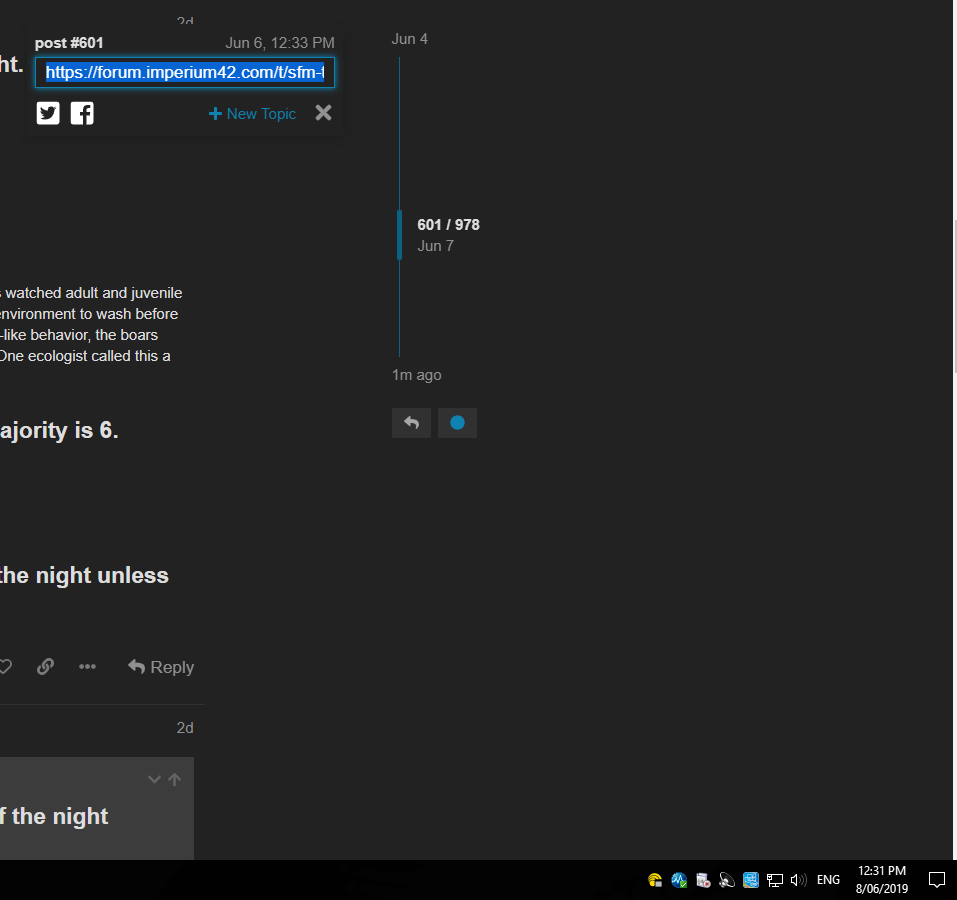 2d
post #601 Jun 6, 12:33 PM
ht.
https://forum.imperium42.com/t/sfm-
+ New Topic
Jun 4
601 / 978
Jun 7
watched adult and juvenile
environment to wash before
-like behavior, the boars
One ecologist called this a
1m ago
ajority is 6.
the night unless
Reply
2d
f the night
ENG
12:31 PM
8/06/2019